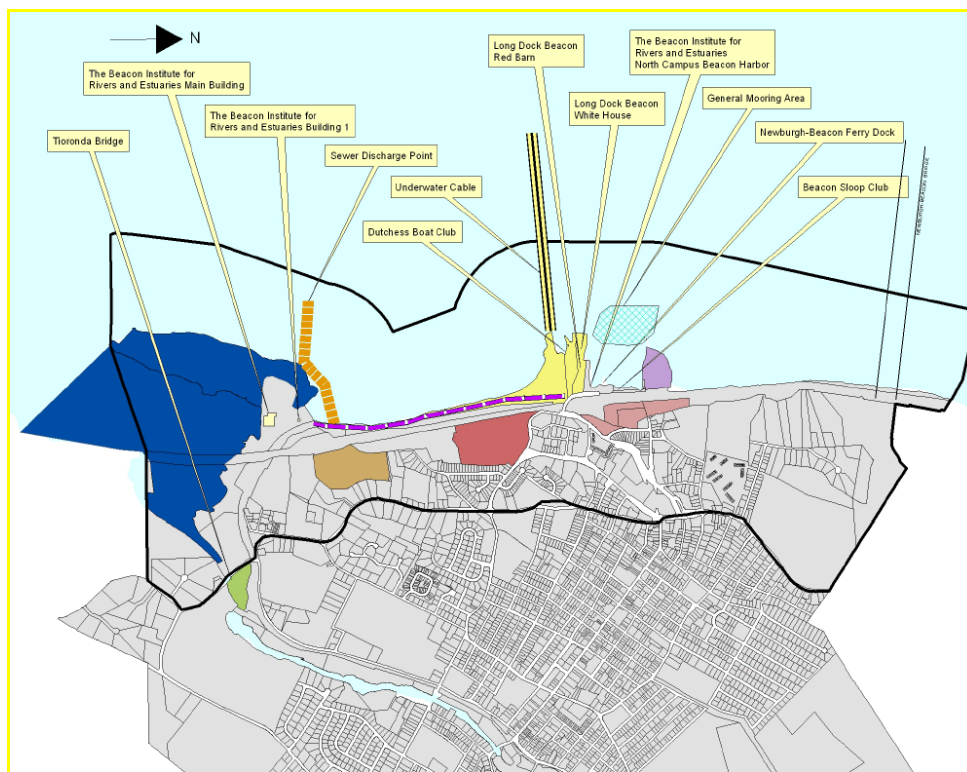 N
The Beacon Institute for
Rivers and Estuaries Main Building
The Beacon Institute for
Rivers and Estuaries Building 1
Tioronda Bridge
Sewer Discharge Point
Underwater Cable
Dutchess Boat Club
Long Dock Beacon
Red Barn
Long Dock Beacon
White House
The Beacon Institute for
Rivers and Estuaries
North Campus Beacon Harbor
General Mooring Area
Newburgh-Beacon Ferry Dock
Beacon Sloop Club
NEWBURGH-BEACON BRIDGE